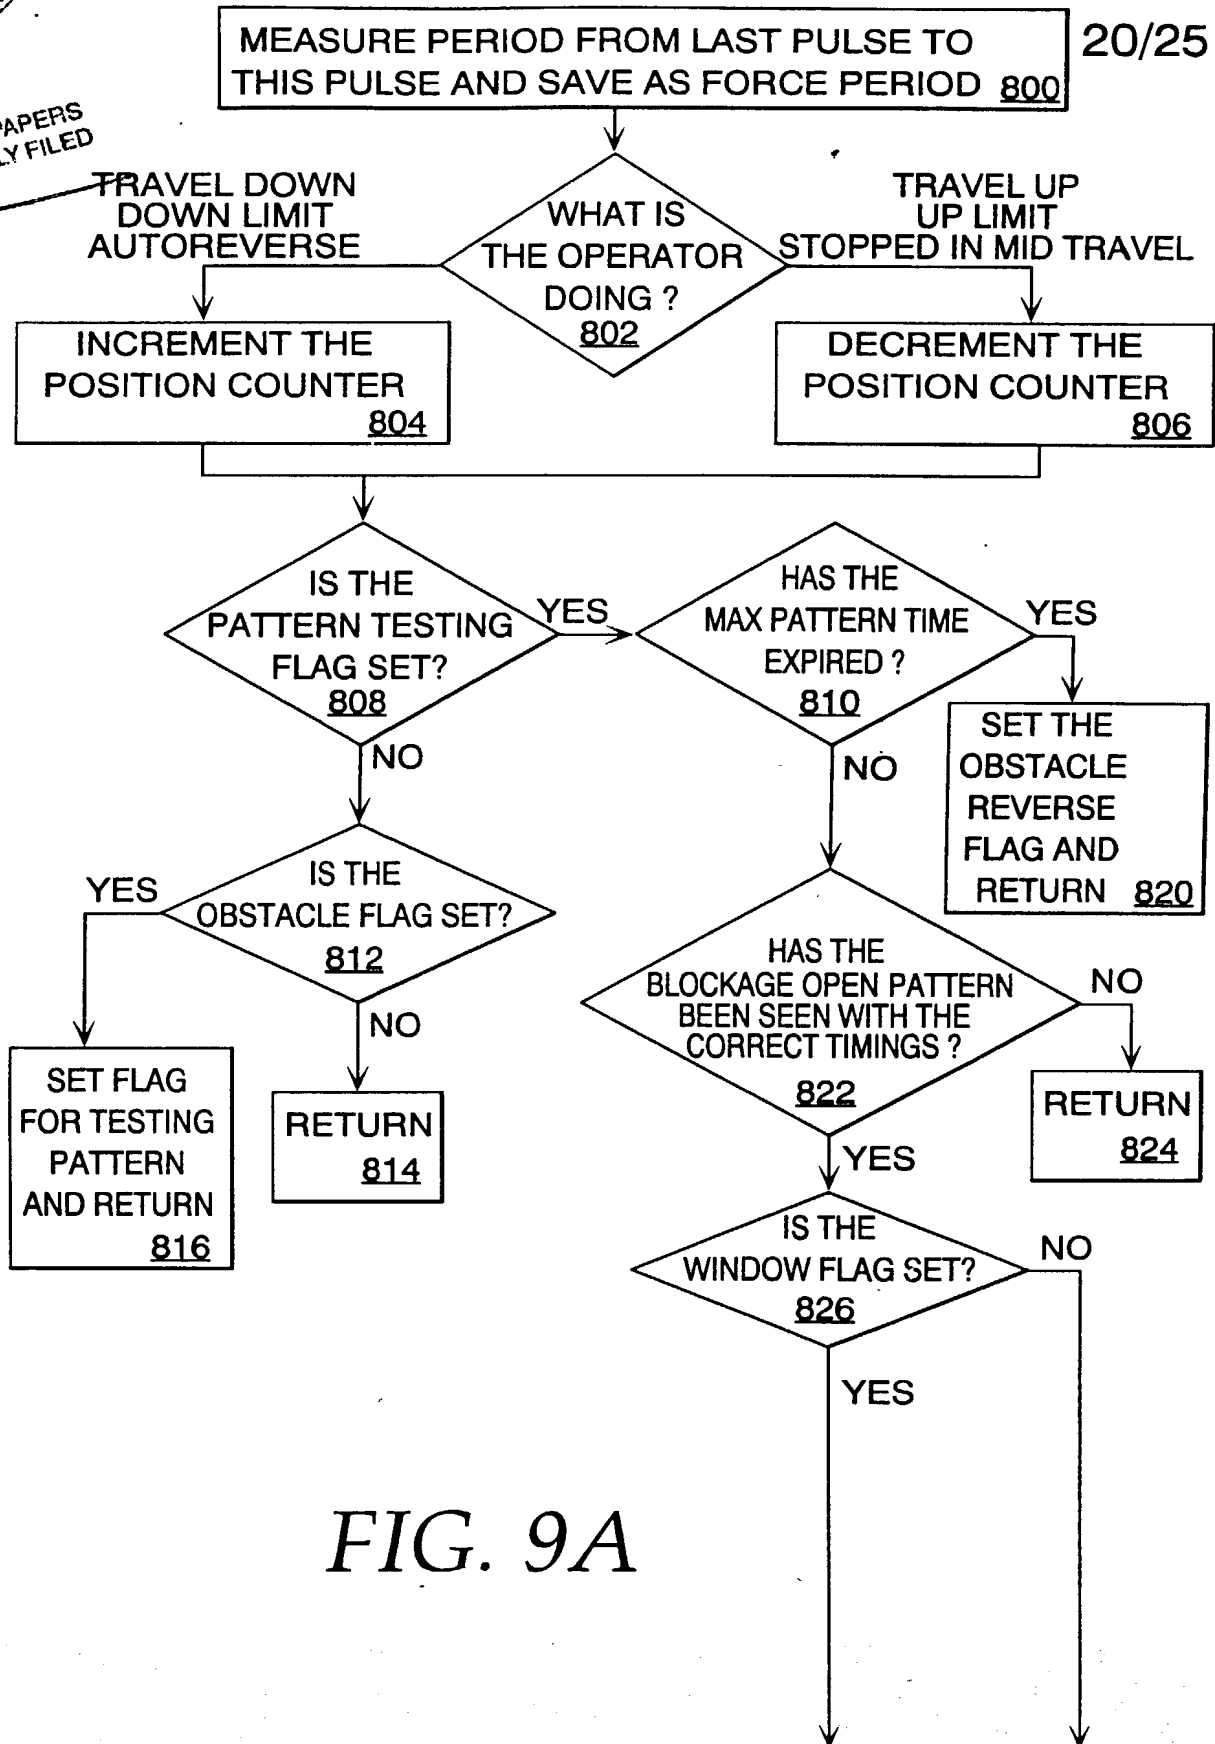 MEASURE PERIOD FROM LAST PULSE TO
THIS PULSE AND SAVE AS FORCE PERIOD 800
20/25
LY FILED
TRAVEL DOWN
DOWN LIMIT
AUTOREVERSE
WHAT IS
THE OPERATOR
DOING ?
802
TRAVEL UP
UP LIMIT
STOPPED IN MID TRAVEL
INCREMENT THE
POSITION COUNTER
804
DECREMENT THE
POSITION COUNTER
806
IS THE
PATTERN TESTING
FLAG SET?
808
YES
HAS THE
MAX PATTERN TIME
EXPIRED ?
810
YES
NO
NO
SET THE
OBSTACLE
REVERSE
FLAG AND
RETURN 820
YES
IS THE
OBSTACLE FLAG SET?
812
NO
HAS THE
BLOCKAGE OPEN PATTERN
BEEN SEEN WITH THE
CORRECT TIMINGS ?
822
NO
SET FLAG
FOR TESTING
PATTERN
AND RETURN
816
RETURN
814
RETURN
824
YES
IS THE
WINDOW FLAG SET?
826
NO
YES
FIG. 9A